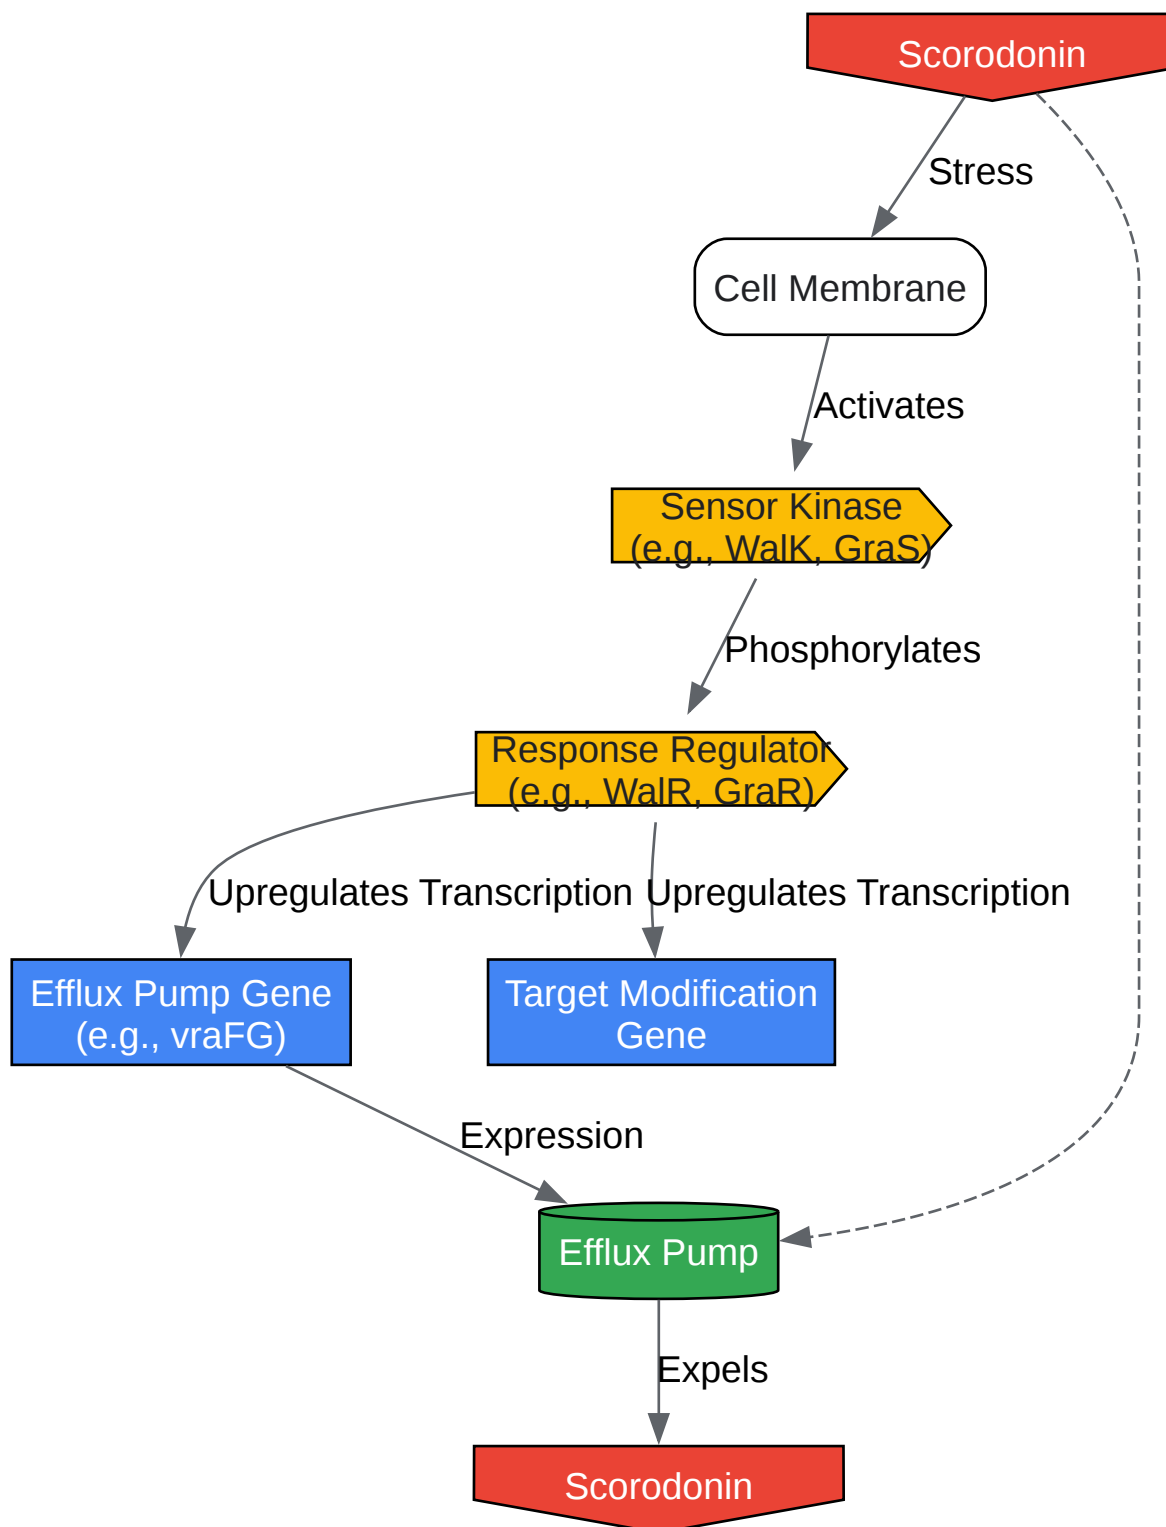 Scorodonin
Stress
Cell Membrane
Activates
Sensor Kinase
(e.g., WalK, GraS)
Phosphorylates
Response Regulator
(e.g., WalR, GraR)
Upregulates Transcription
Upregulates Transcription
Efflux Pump Gene
(e.g., vraFG)
Target Modification
Gene
Expression
Efflux Pump
Expels
Scorodonin